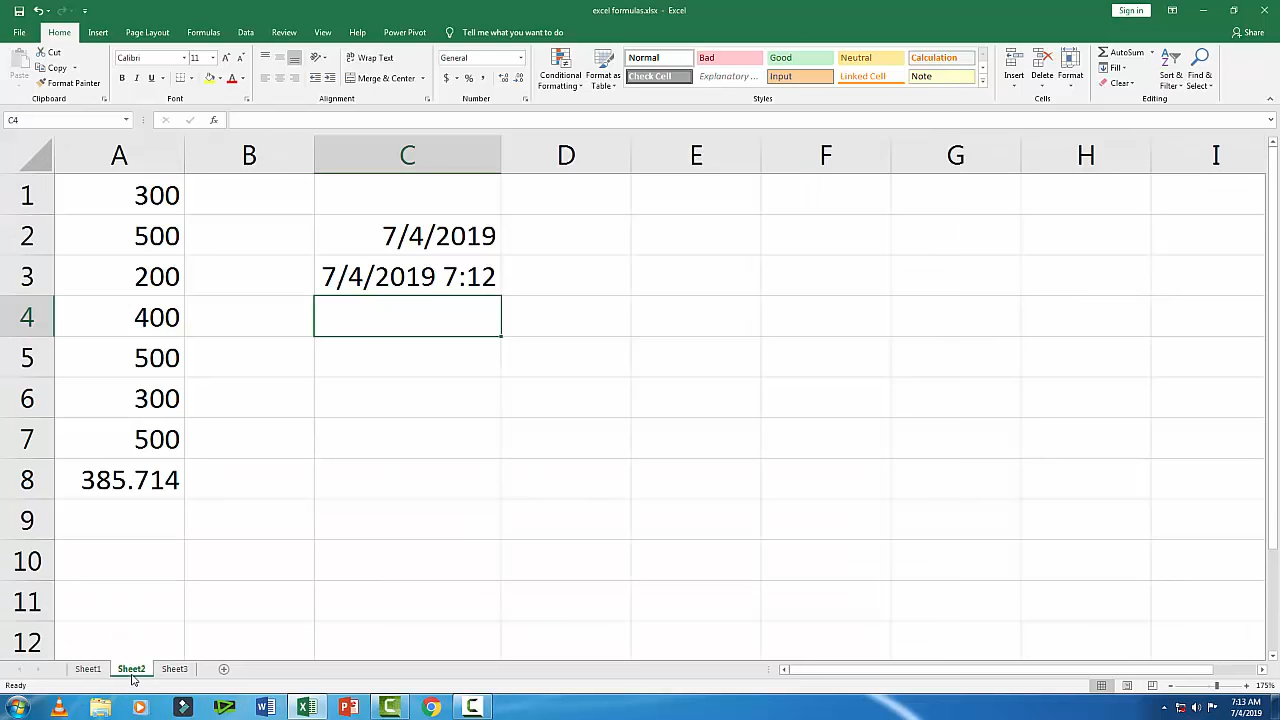 excel formulas.xlsx - Excel
Sign in
File Home Insert Page Layout Formulas Data Review View Help Power Pivot Tell me what you want to do Share
Paste
Cut
Copy
Format Painter
Clipboard
Calibri 11
B I U
Font
Wrap Text
Merge & Center
Alignment
General
$ % ,
Number
Conditional Formatting
Format as Table
Normal Bad Good Neutral Calculation
Check Cell Explanatory ... Input Linked Cell Note
Styles
Insert Delete Format
Cells
AutoSum
Fill
Clear
Sort & Filter
Find & Select
Editing
C4 fx
A B C D E F G H I
1 300
2 500 7/4/2019
3 200 7/4/2019 7:12
4 400
5 500
6 300
7 500
8 385.714
9
10
11
12
Sheet1 Sheet2 Sheet3
Ready 175%
7:13 AM
7/4/2019